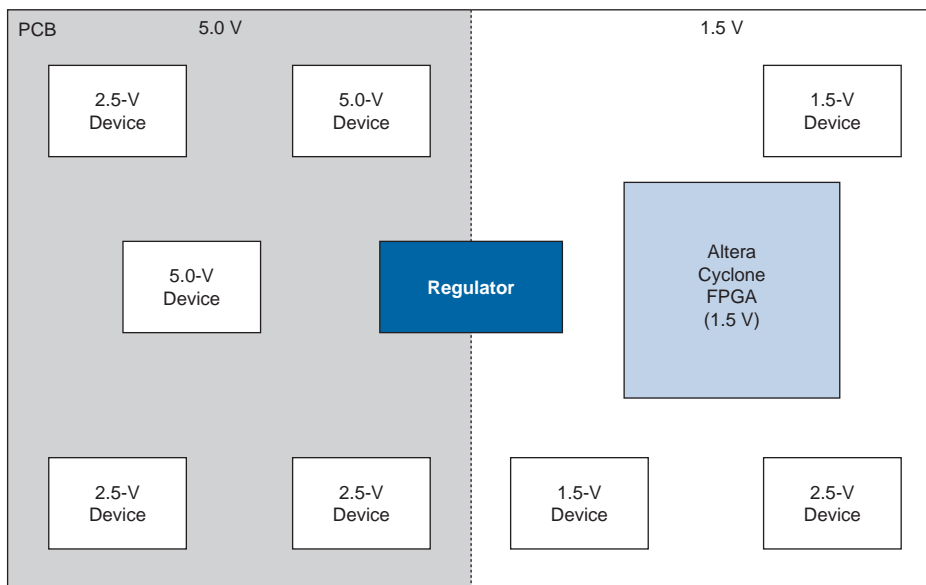 PCB
5.0 V
1.5 V
2.5-V
Device
5.0-V
Device
1.5-V
Device
5.0-V
Device
Regulator
Altera
Cyclone
FPGA
(1.5 V)
2.5-V
Device
2.5-V
Device
1.5-V
Device
2.5-V
Device